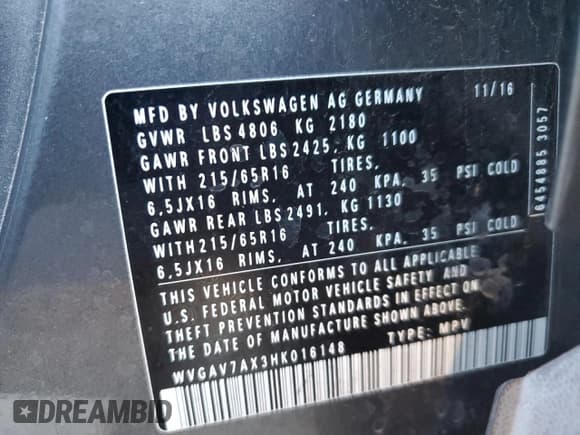 MFD BY VOLKSWAGEN AG GERMANY 11/16
GVWR LBS 4806 KG 2180
GAWR FRONT LBS 2425, KG 1100
WITH 215/65R16 TIRES,
6,5JX16 RIMS, AT 240 KPA, 35 PSI COLD
GAWR REAR LBS 2491, KG 1130
WITH 215/65R16 TIRES,
6,5JX16 RIMS, AT 240 KPA, 35 PSI COLD
THIS VEHICLE CONFORMS TO ALL APPLICABLE
U.S. FEDERAL MOTOR VEHICLE SAFETY AND
THEFT PREVENTION STANDARDS IN EFFECT ON
THE DATE OF MANUFACTURE SHOWN ABOVE.
WVGAV7AX3HK016148 TYPE: MPV
6454885 3057
DREAMBID